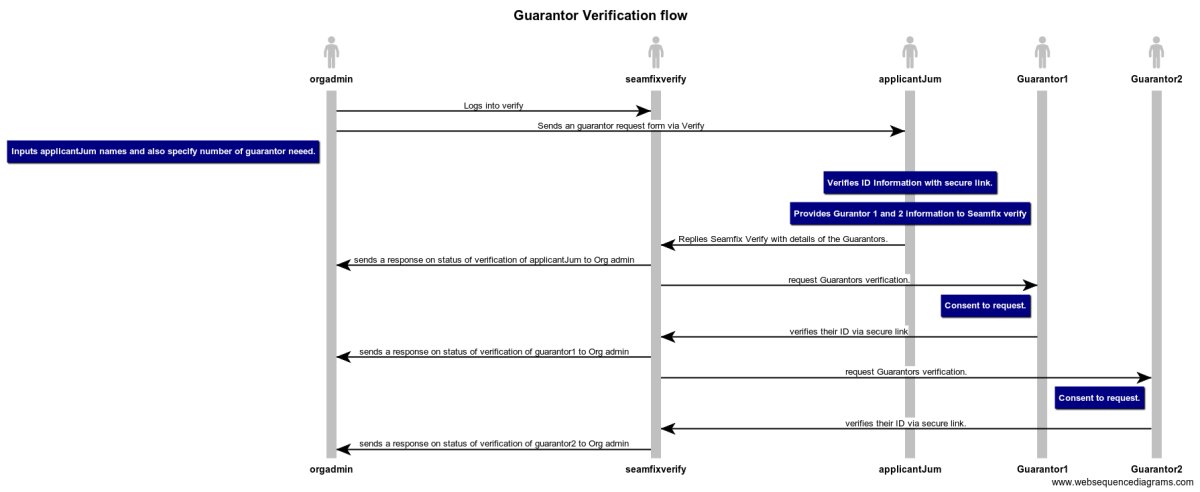 Guarantor Verification flow
orgadmin
seamfixverify
applicantJum
Guarantor1
Guarantor2
Logs into verify
Sends an guarantor request form via Verify
Inputs applicantJum names and also specify number of guarantor neeed.
Verifies ID Information with secure link.
Provides Gurantor 1 and 2 information to Seamfix verify
Replies Seamfix Verify with details of the Guarantors.
sends a response on status of verification of applicantJum to Org admin
request Guarantors verification.
Consent to request.
verifies their ID via secure link
sends a response on status of verification of guarantor1 to Org admin
request Guarantors verification.
Consent to request.
verifies their ID via secure link.
sends a response on status of verification of guarantor2 to Org admin
orgadmin
seamfixverify
applicantJum
Guarantor1
Guarantor2
www.websequencediagrams.com